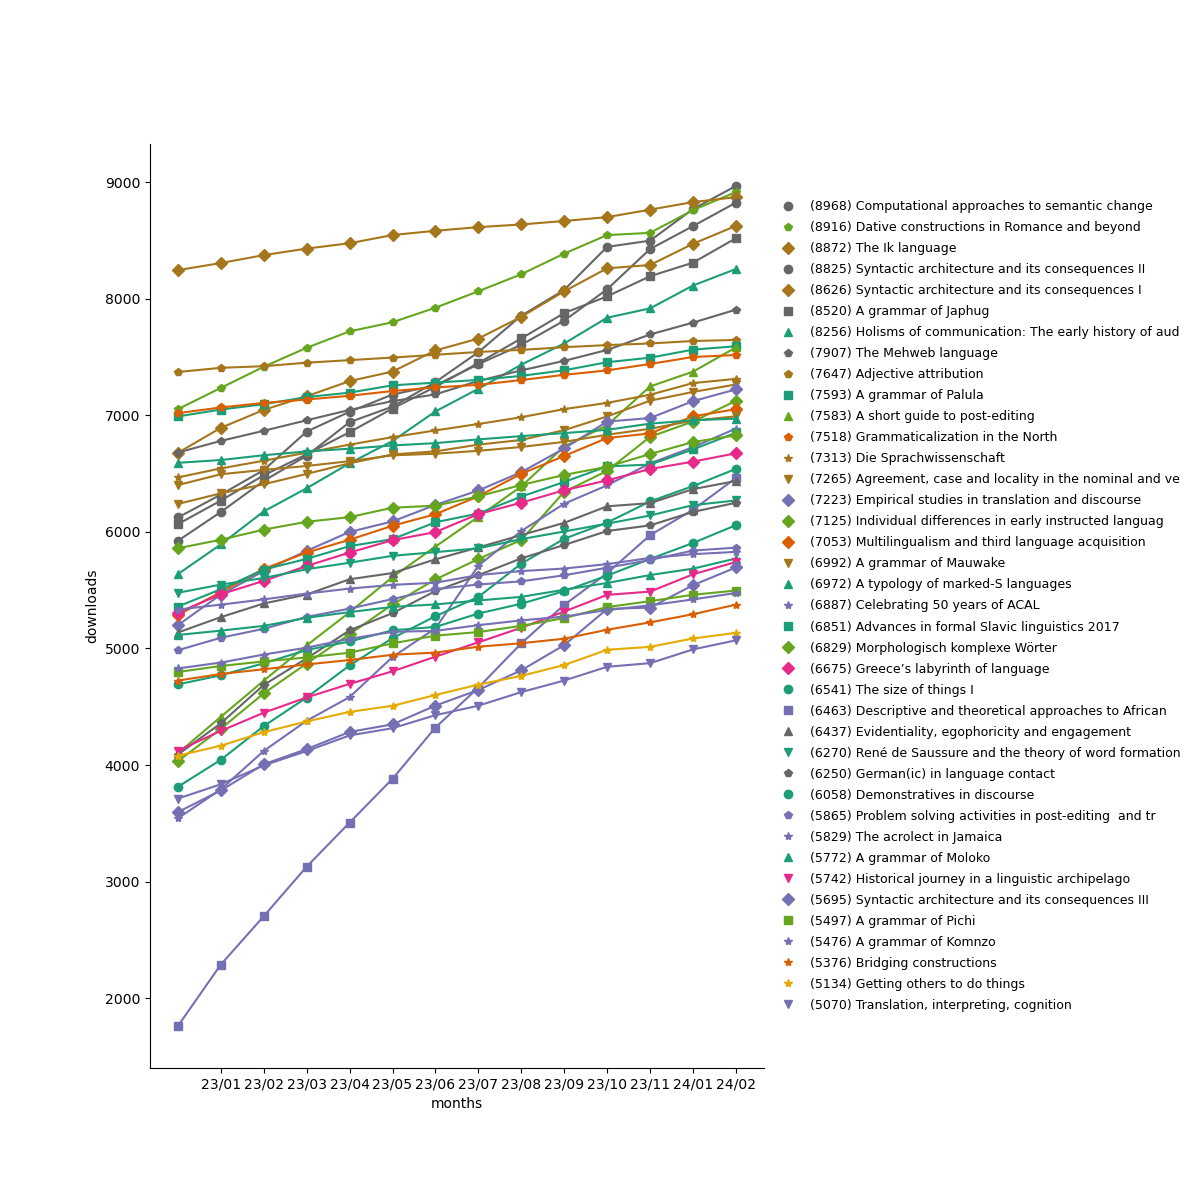 9000
8000
7000
6000
5000
4000
3000
2000
downloads
23/01 23/02 23/03 23/04 23/05 23/06 23/07 23/08 23/09 23/10 23/11 24/01 24/02
months
(8968) Computational approaches to semantic change
(8916) Dative constructions in Romance and beyond
(8872) The Ik language
(8825) Syntactic architecture and its consequences II
(8626) Syntactic architecture and its consequences I
(8520) A grammar of Japhug
(8256) Holisms of communication: The early history of aud
(7907) The Mehweb language
(7647) Adjective attribution
(7593) A grammar of Palula
(7583) A short guide to post-editing
(7518) Grammaticalization in the North
(7313) Die Sprachwissenschaft
(7265) Agreement, case and locality in the nominal and ve
(7223) Empirical studies in translation and discourse
(7125) Individual differences in early instructed languag
(7053) Multilingualism and third language acquisition
(6992) A grammar of Mauwake
(6972) A typology of marked-S languages
(6887) Celebrating 50 years of ACAL
(6851) Advances in formal Slavic linguistics 2017
(6829) Morphologisch komplexe Wörter
(6675) Greece’s labyrinth of language
(6541) The size of things I
(6463) Descriptive and theoretical approaches to African
(6437) Evidentiality, egophoricity and engagement
(6270) René de Saussure and the theory of word formation
(6250) German(ic) in language contact
(6058) Demonstratives in discourse
(5865) Problem solving activities in post-editing  and tr
(5829) The acrolect in Jamaica
(5772) A grammar of Moloko
(5742) Historical journey in a linguistic archipelago
(5695) Syntactic architecture and its consequences III
(5497) A grammar of Pichi
(5476) A grammar of Komnzo
(5376) Bridging constructions
(5134) Getting others to do things
(5070) Translation, interpreting, cognition